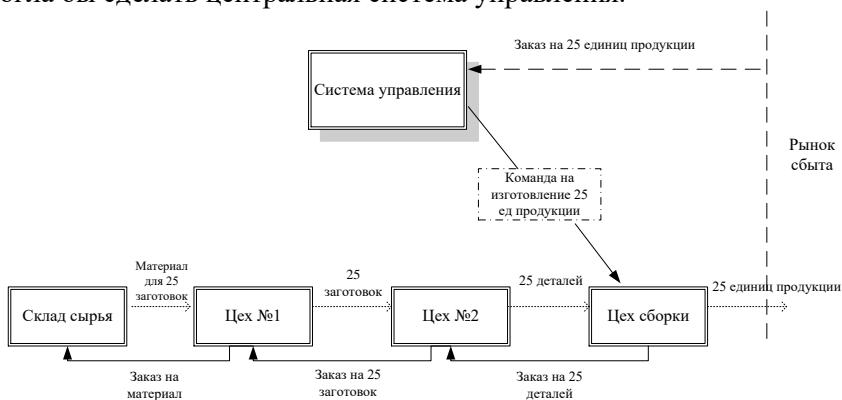 огла бы сделать центральная система управления.
Заказ на 25 единиц продукции
Система управления
Рынок
сбыта
Команда на
изготовление 25
ед продукции
Материал
для 25
заготовок
25
заготовок
25 деталей
25 единиц продукции
Склад сырья
Цех №1
Цех №2
Цех сборки
Заказ на
материал
Заказ на 25
заготовок
Заказ на 25
деталей